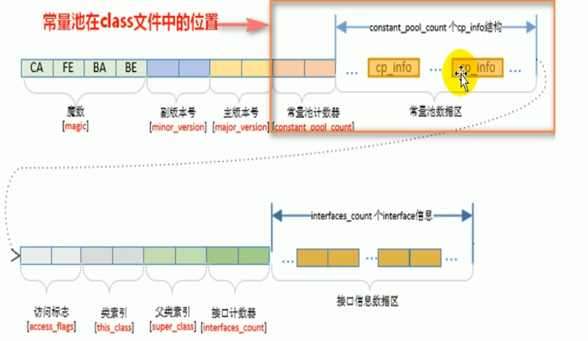 常量池在class文件中的位置
constant_pool_count 个cp_info结构
CA FE BA BE ... cp_info ... cp_info ...
魔数 副版本号 主版本号 常量池计数器 常量池数据区
[magic] [minor_version] [major_version] [constant_pool_count]
interfaces_count 个interface信息
... ... ...
访问标志 类索引 父类索引 接口计数器 接口信息数据区
[access_flags] [this_class] [super_class] [interfaces_count]